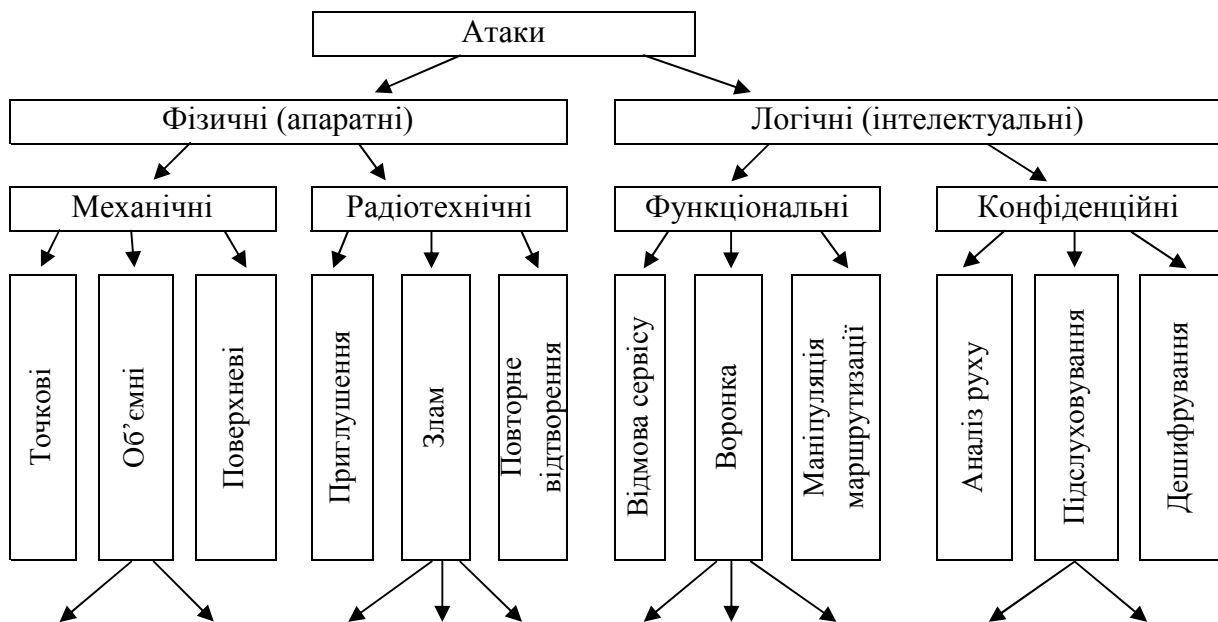 Атаки
Фізичні (апаратні)
Логічні (інтелектуальні)
Механічні
Радіотехнічні
Функціональні
Конфіденційні
Точкові
Об’ємні
Поверхневі
Приглушення
Злам
Повторне
відтворення
Відмова сервісу
Воронка
Маніпуляція
маршрутизації
Аналіз руху
Підслуховування
Дешифрування